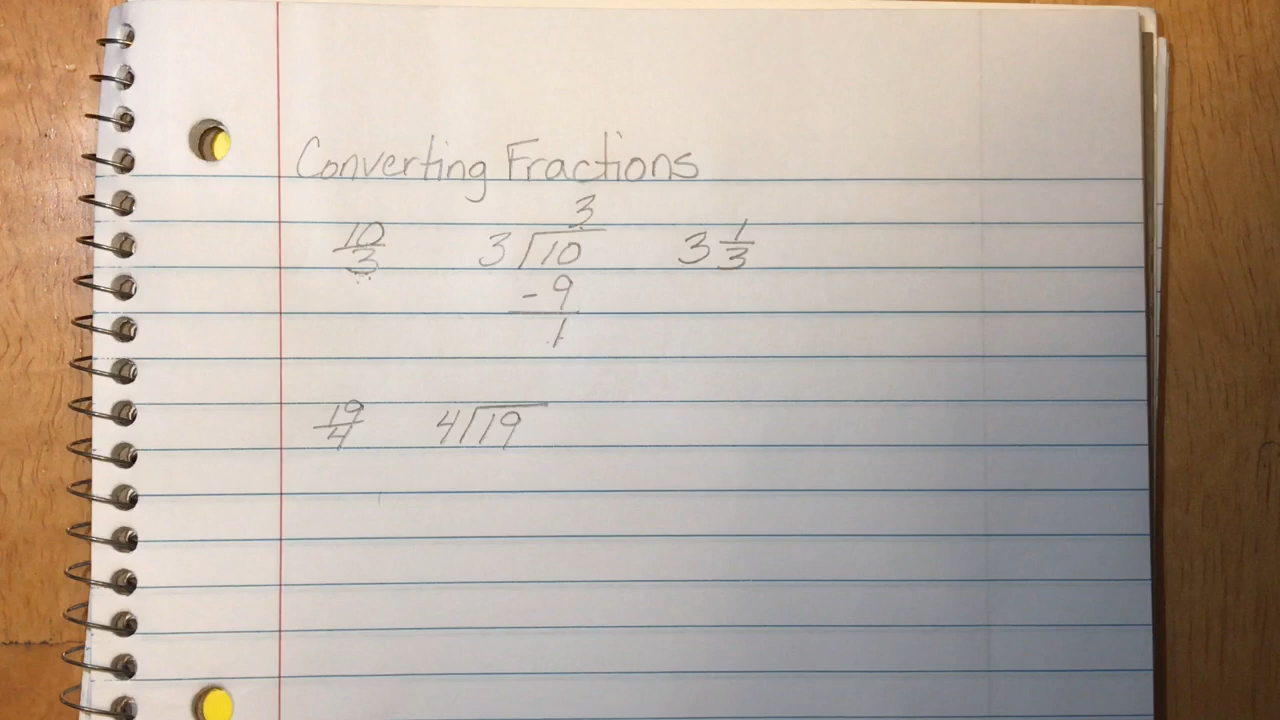 Converting Fractions
10/3 3⟌10 3 1/3
3
- 9
1
19/4 4⟌19